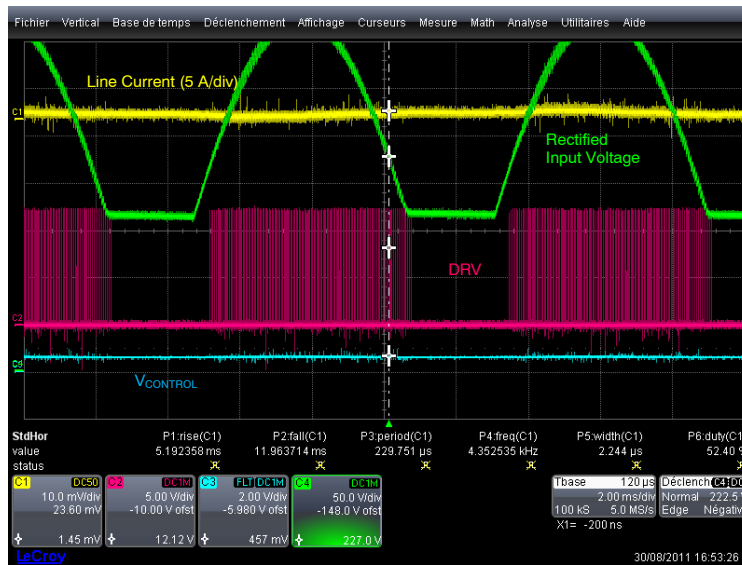 Fichier Vertical Base de temps Déclenchement Affichage Curseurs Mesure Math Analyse Utilitaires Aide
Line Current (5 A/div)
C1
Rectified
Input Voltage
DRV
C2
VCONTROL
StdHor P1:rise(C1) P2:fall(C1) P3:period(C1) P4:freq(C1) P5:width(C1) P6:duty(C1)
value 5.192358 ms 11.963714 ms 229.751 µs 4.352535 kHz 2.244 µs 52.40 %
status
C1 DC50 C2 DC1M C3 FLT DC1M C4 DC1M Tbase 120 µs Déclench C4 DC
10.0 mV/div 5.00 V/div 2.00 V/div 50.0 V/div 2.00 ms/div Normal 222.5 V
23.60 mV -10.00 V ofst -5.980 V ofst -148.0 V ofst 100 kS 5.0 MS/s Edge Négativ
X1= -200 ns
1.45 mV 12.12 V 457 mV 227.0 V
LeCroy 30/08/2011 16:53:26